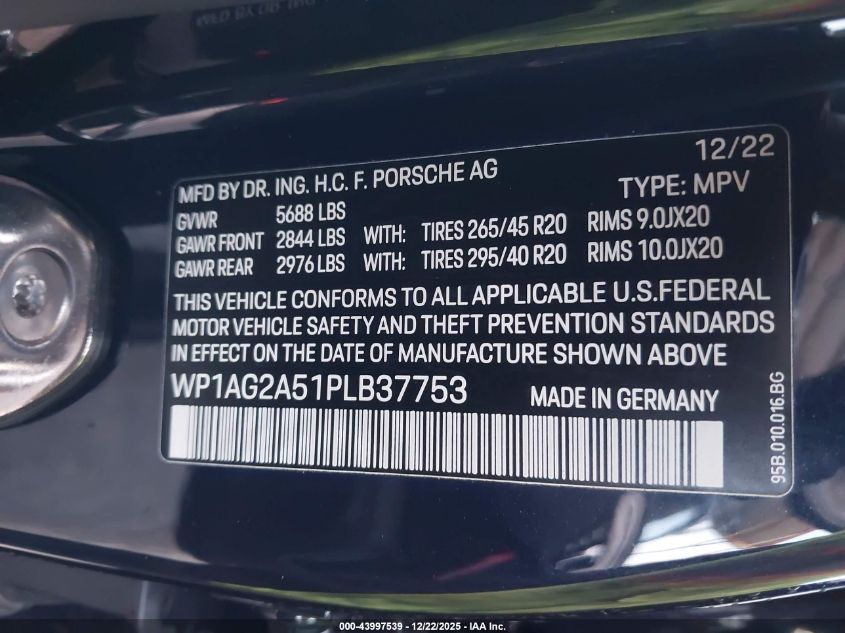 12/22
MFD BY DR. ING. H.C. F. PORSCHE AG
TYPE: MPV
GVWR 5688 LBS
GAWR FRONT 2844 LBS WITH: TIRES 265/45 R20 RIMS 9.0JX20
GAWR REAR 2976 LBS WITH: TIRES 295/40 R20 RIMS 10.0JX20
THIS VEHICLE CONFORMS TO ALL APPLICABLE U.S.FEDERAL
MOTOR VEHICLE SAFETY AND THEFT PREVENTION STANDARDS
IN EFFECT ON THE DATE OF MANUFACTURE SHOWN ABOVE
WP1AG2A51PLB37753 MADE IN GERMANY
95B.010.016.BG
000-43997539 - 12/22/2025 - IAA Inc.